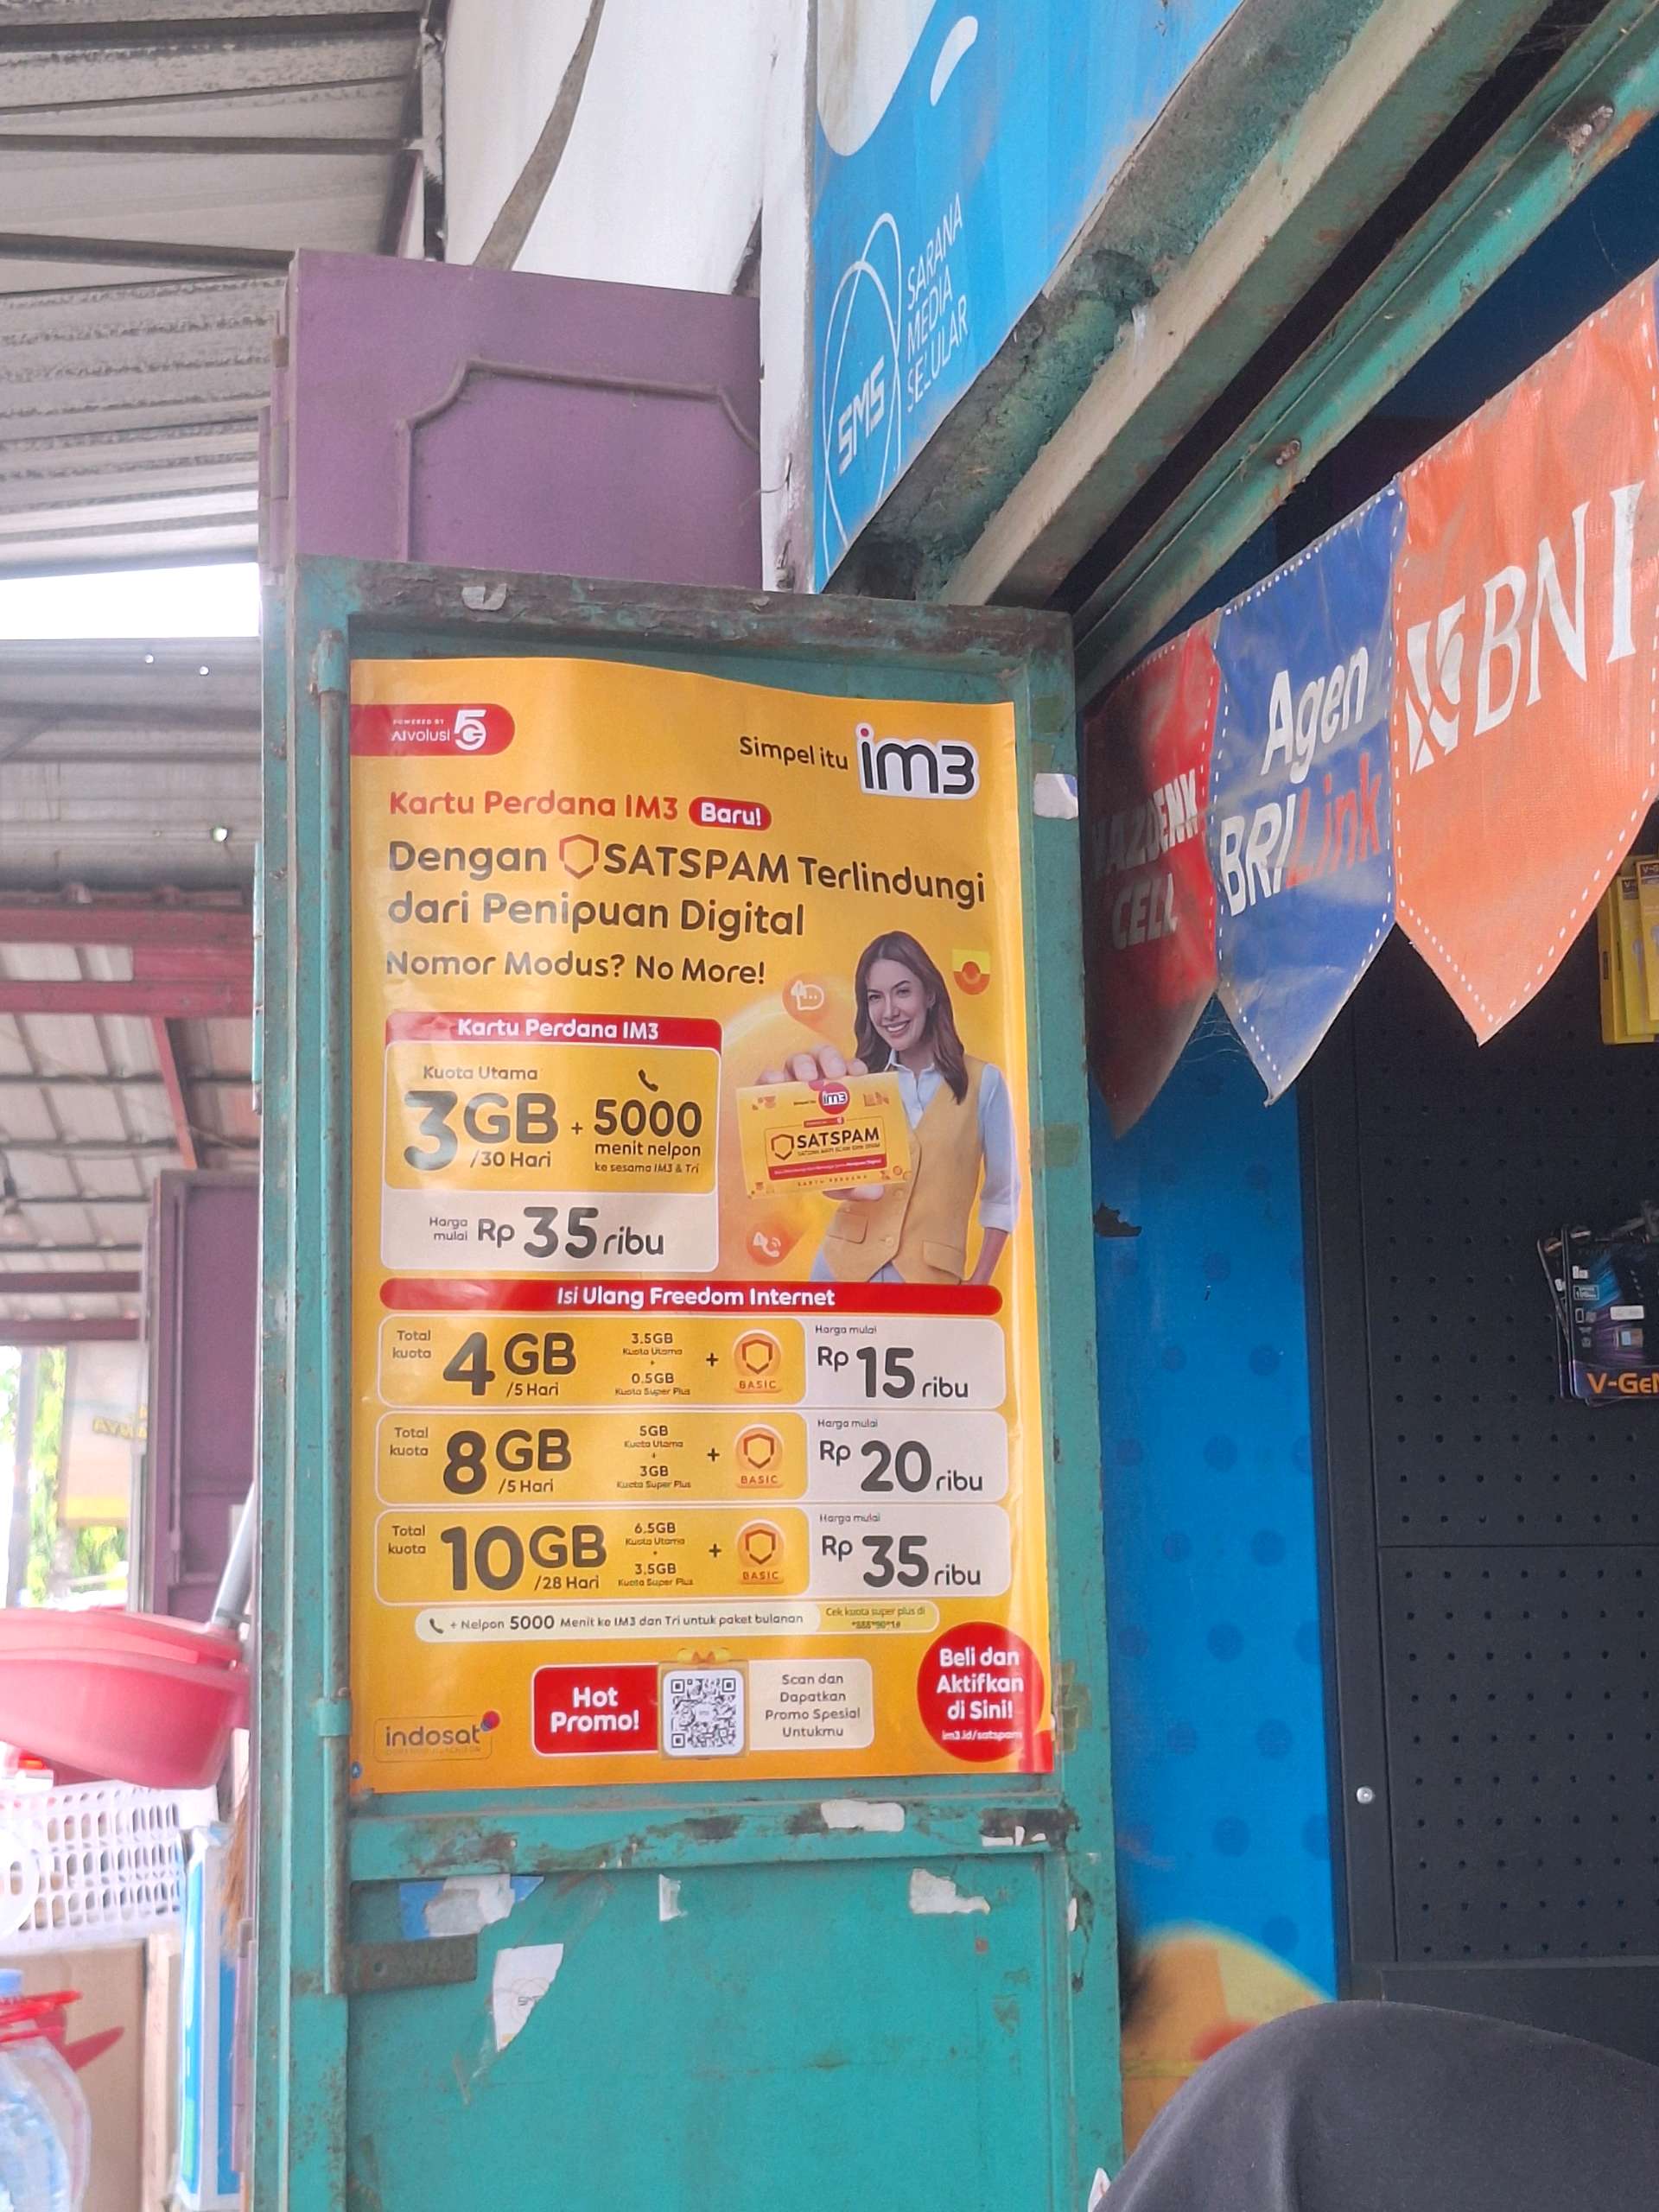 SMS
SARANA
MEDIA
SELULAR
POWERED BY
AIvolusi 5G
Simpel itu im3
Kartu Perdana IM3 Baru!
Dengan SATSPAM Terlindungi
dari Penipuan Digital
Nomor Modus? No More!
Kartu Perdana IM3
Kuota Utama
3GB /30 Hari + 5000
menit nelpon
ke sesama IM3 & Tri
Harga mulai Rp 35 ribu
im3
SATSPAM
Isi Ulang Freedom Internet
Total kuota 4GB /5 Hari
3.5GB
Kuota Utama
+
0.5GB
Kuota Super Plus
+ BASIC
Harga mulai
Rp 15 ribu
Total kuota 8GB /5 Hari
5GB
Kuota Utama
+
3GB
Kuota Super Plus
+ BASIC
Harga mulai
Rp 20 ribu
Total kuota 10GB /28 Hari
6.5GB
Kuota Utama
+
3.5GB
Kuota Super Plus
+ BASIC
Harga mulai
Rp 35 ribu
+ Nelpon 5000 Menit ke IM3 dan Tri untuk paket bulanan
Cek kuota super plus di
indosat
Hot
Promo!
Scan dan
Dapatkan
Promo Spesial
Untukmu
Beli dan
Aktifkan
di Sini!
im3.id/satspam
CELL
Agen
BRILink
BNI
V-GeN